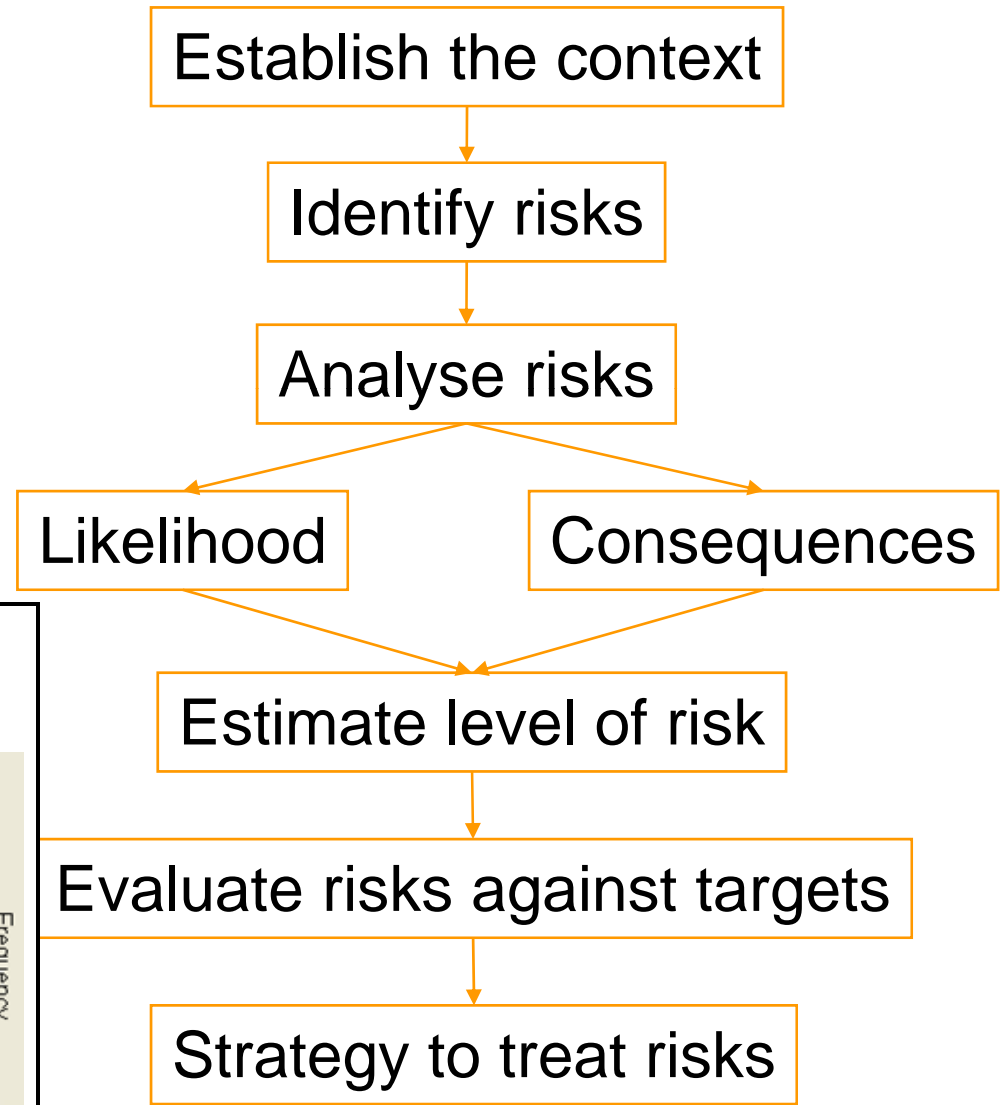 Establish the context
Identify risks
Analyse risks
Likelihood
Consequences
Estimate level of risk
Evaluate risks against targets
Strategy to treat risks
Frequency